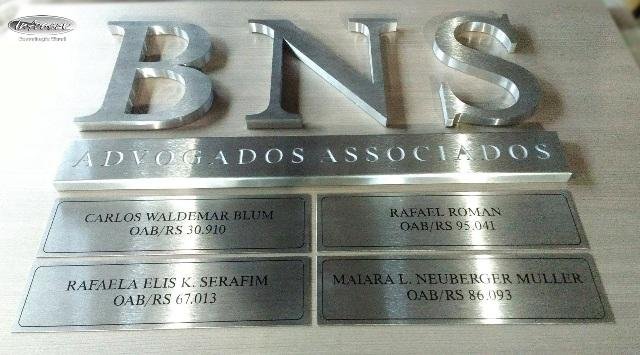 BNS
ADVOGADOS ASSOCIADOS
CARLOS WALDEMAR BLUM
OAB/RS 30.910
RAFAEL ROMAN
OAB/RS 95.041
RAFAELA ELIS K. SERAFIM
OAB/RS 67.013
MAIARA L. NEUBERGER MULLER
OAB/RS 86.093